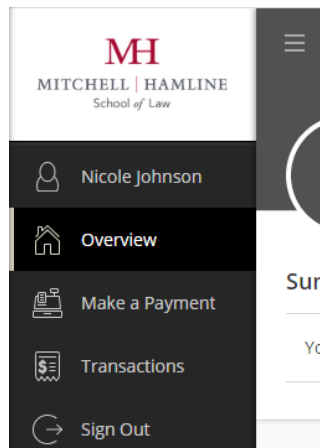 MH
MITCHELL | HAMLINE
School of Law
Nicole Johnson
Overview
Make a Payment
Transactions
Sign Out